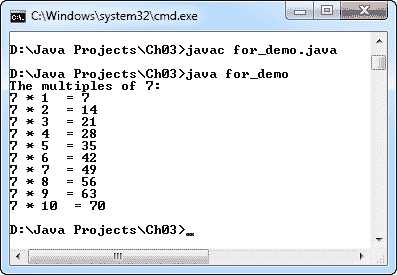 C:\Windows\system32\cmd.exe
D:\Java Projects\Ch03>javac for_demo.java
D:\Java Projects\Ch03>java for_demo
The multiples of 7:
7 * 1  = 7
7 * 2  = 14
7 * 3  = 21
7 * 4  = 28
7 * 5  = 35
7 * 6  = 42
7 * 7  = 49
7 * 8  = 56
7 * 9  = 63
7 * 10  = 70
D:\Java Projects\Ch03>_